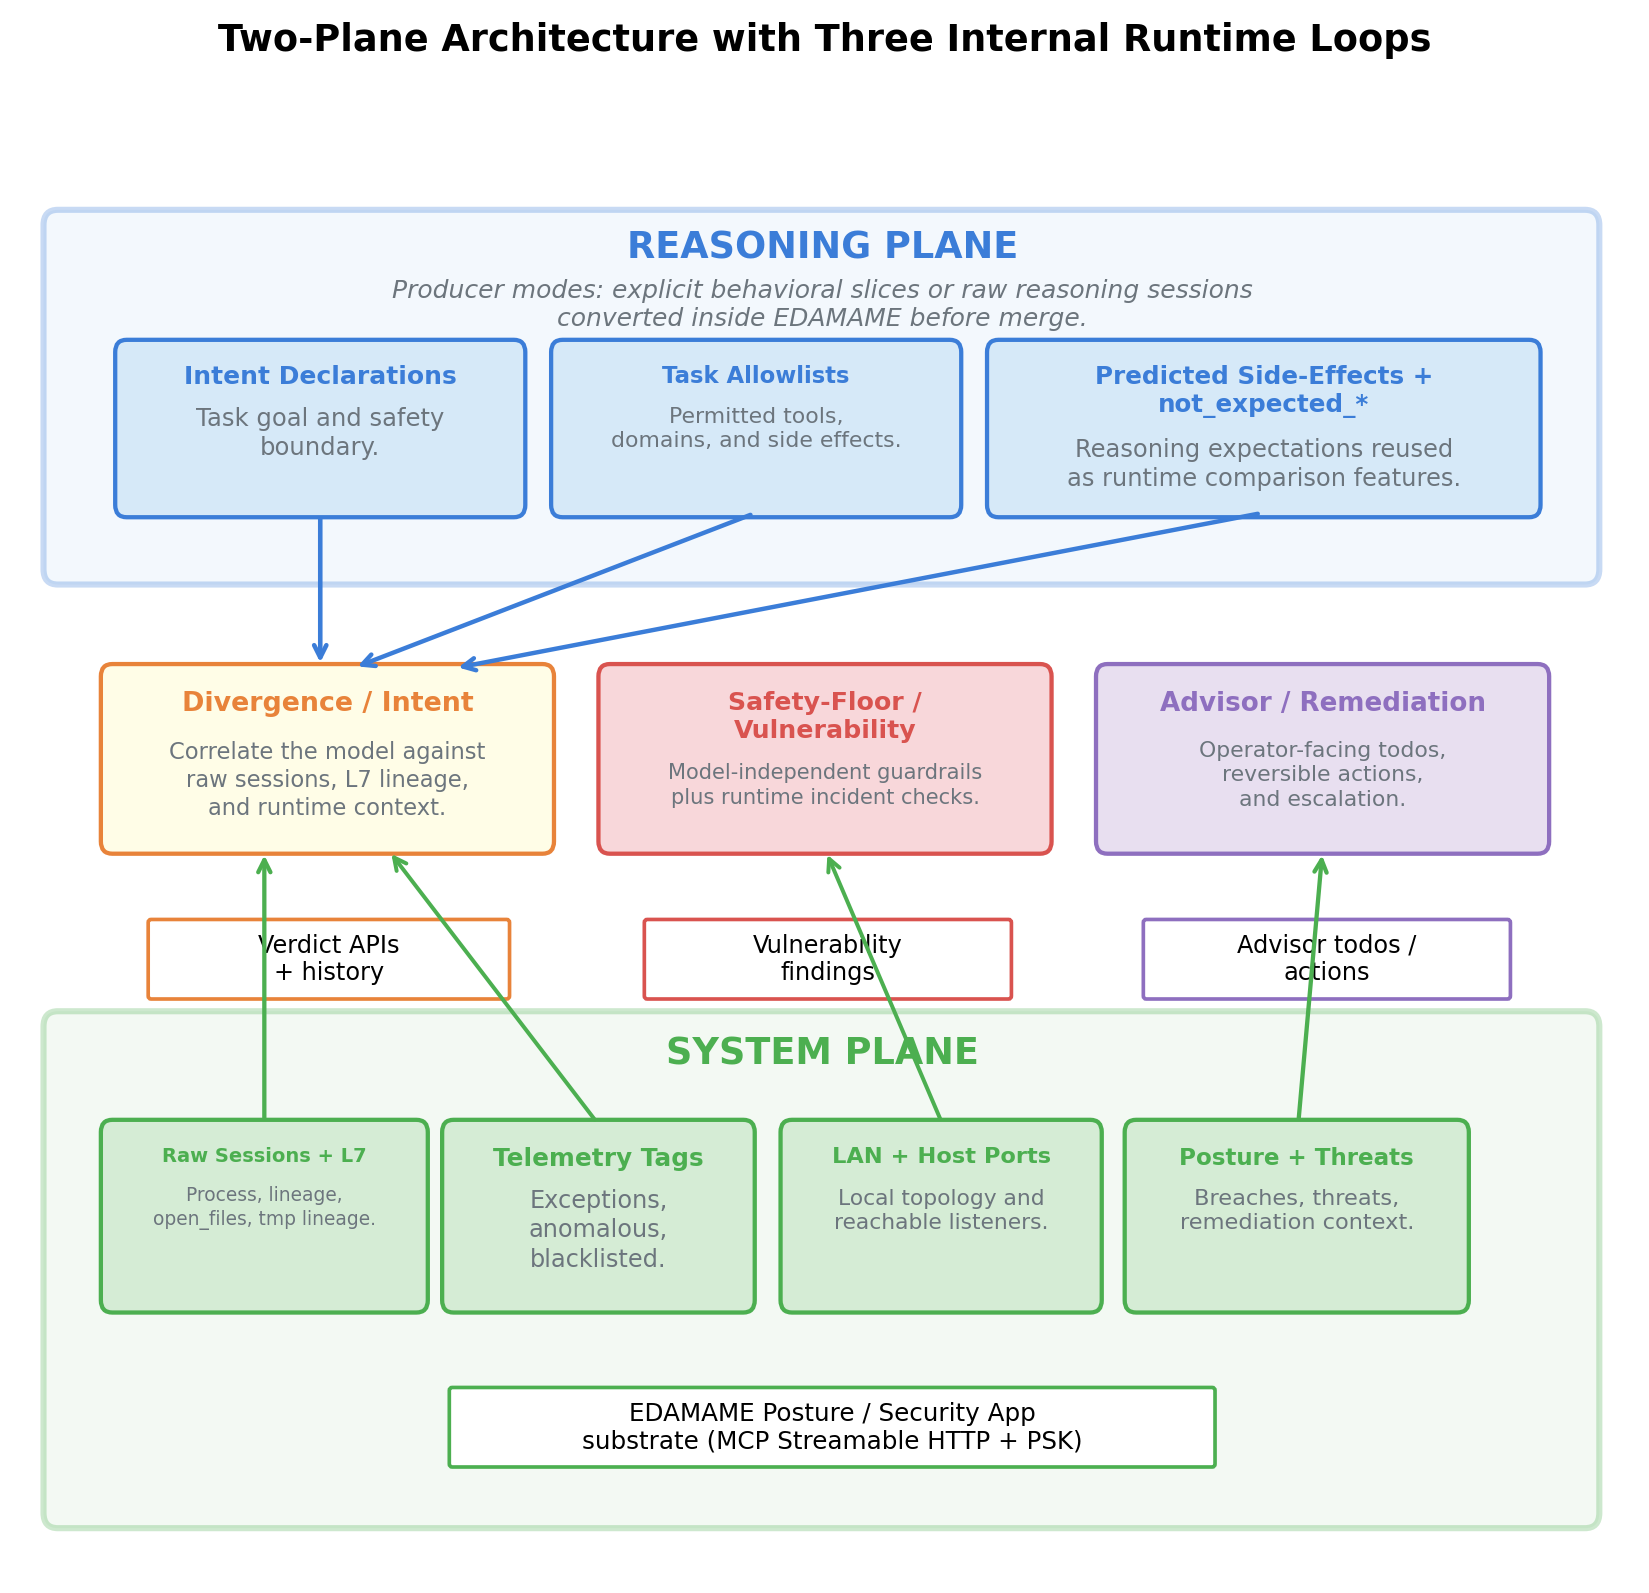 Two-Plane Architecture with Three Internal Runtime Loops
REASONING PLANE
Producer modes: explicit behavioral slices or raw reasoning sessions
converted inside EDAMAME before merge.
Intent Declarations
Task goal and safety
boundary.
Task Allowlists
Permitted tools,
domains, and side effects.
Predicted Side-Effects +
not_expected_*
Reasoning expectations reused
as runtime comparison features.
Divergence / Intent
Correlate the model against
raw sessions, L7 lineage,
and runtime context.
Safety-Floor /
Vulnerability
Model-independent guardrails
plus runtime incident checks.
Advisor / Remediation
Operator-facing todos,
reversible actions,
and escalation.
Verdict APIs
+ history
Vulnerability
findings
Advisor todos /
actions
SYSTEM PLANE
Raw Sessions + L7
Process, lineage,
open_files, tmp lineage.
Telemetry Tags
Exceptions,
anomalous,
blacklisted.
LAN + Host Ports
Local topology and
reachable listeners.
Posture + Threats
Breaches, threats,
remediation context.
EDAMAME Posture / Security App
substrate (MCP Streamable HTTP + PSK)